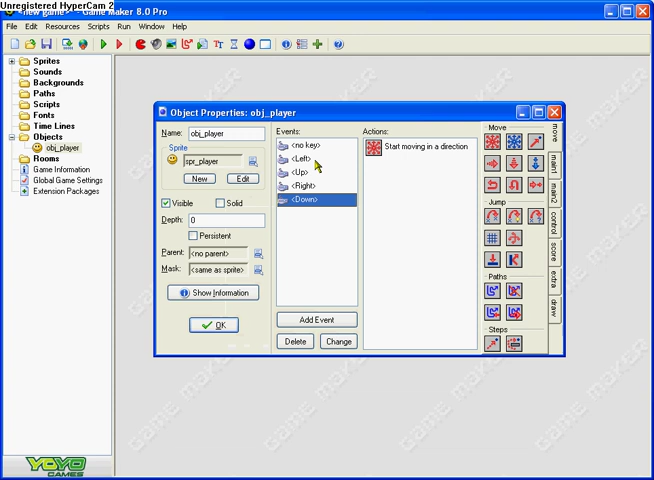 Unregistered HyperCam 2
Game Maker 8.0 Pro
File Edit Resources Scripts Run Window Help
Sprites
Sounds
Backgrounds
Paths
Scripts
Fonts
Time Lines
Objects
obj_player
Rooms
Game Information
Global Game Settings
Extension Packages
YOYO
GAMES
Object Properties: obj_player
Name: obj_player
Sprite
spr_player
New Edit
Visible Solid
Depth: 0
Persistent
Parent: <no parent>
Mask: <same as sprite>
Show Information
OK
Events:
<no key>
<Left>
<Up>
<Right>
<Down>
Add Event
Delete Change
Actions:
Start moving in a direction
Move
Jump
Paths
Steps
move
main1
main2
control
score
extra
draw